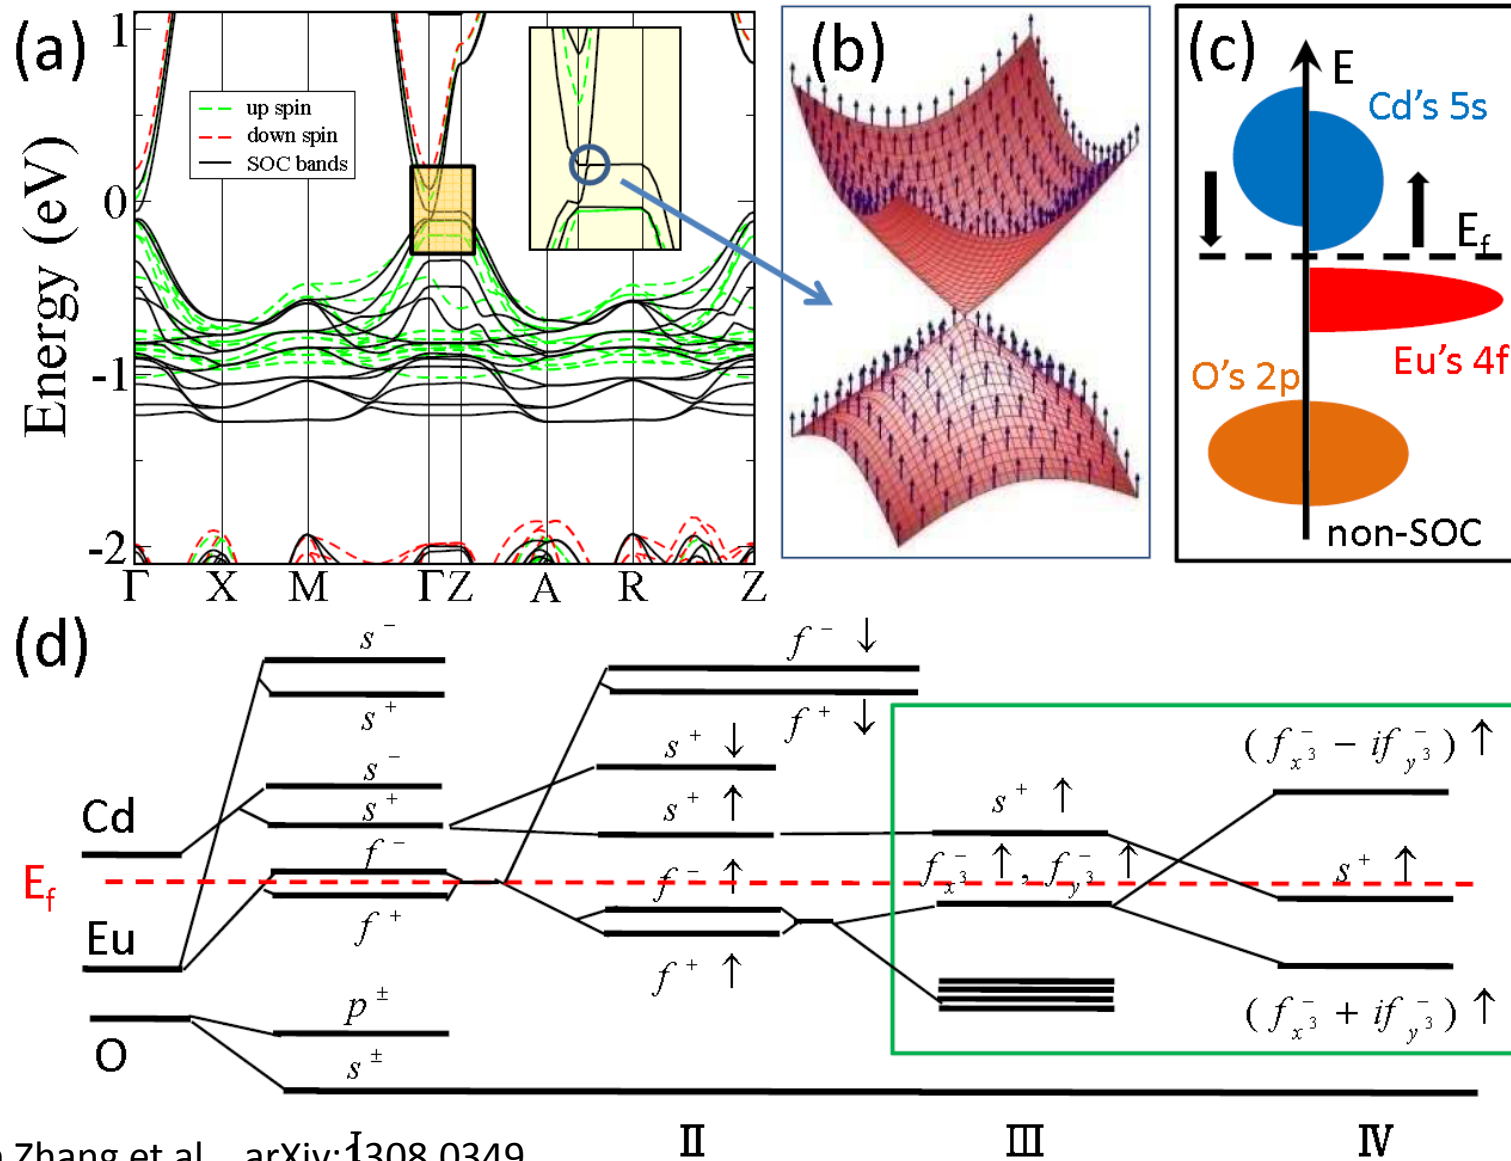 (a)
1
0
-1
-2
Energy (eV)
up spin
down spin
SOC bands
Γ X M Γ Z A R Z
(b)
(c)
E
Cd's 5s
E_f
Eu's 4f
O's 2p
non-SOC
(d)
s⁻
s⁺
s⁻
s⁺
f⁻
f⁺
p^±
s^±
Cd
E_f
Eu
O
f⁻ ↓
f⁺ ↓
s⁺ ↓
s⁺ ↑
f⁻ ↑
f⁺ ↑
s⁺ ↑
f⁻_{x³} ↑, f⁻_{y³} ↑
(f⁻_{x³} − if⁻_{y³}) ↑
s⁺ ↑
(f⁻_{x³} + if⁻_{y³}) ↑
I II III IV
Zhang et al., arXiv:1308.0349